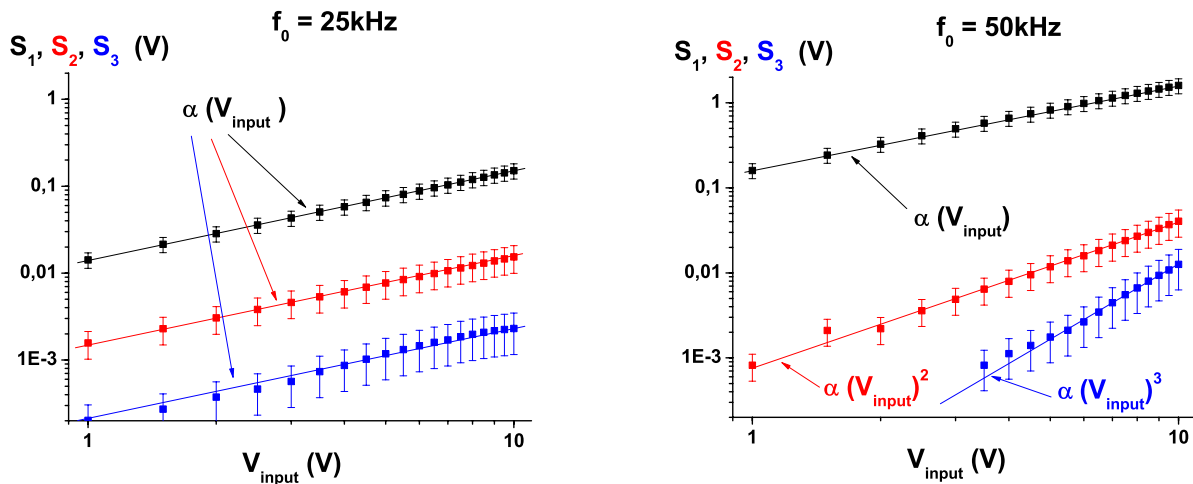 f0 = 25kHz
S1, S2, S3 (V)
α (Vinput )
1
0,1
0,01
1E-3
1
10
Vinput (V)
f0 = 50kHz
S1, S2, S3 (V)
1
0,1
0,01
1E-3
α (Vinput)
α (Vinput)²
α (Vinput)³
1
10
Vinput (V)